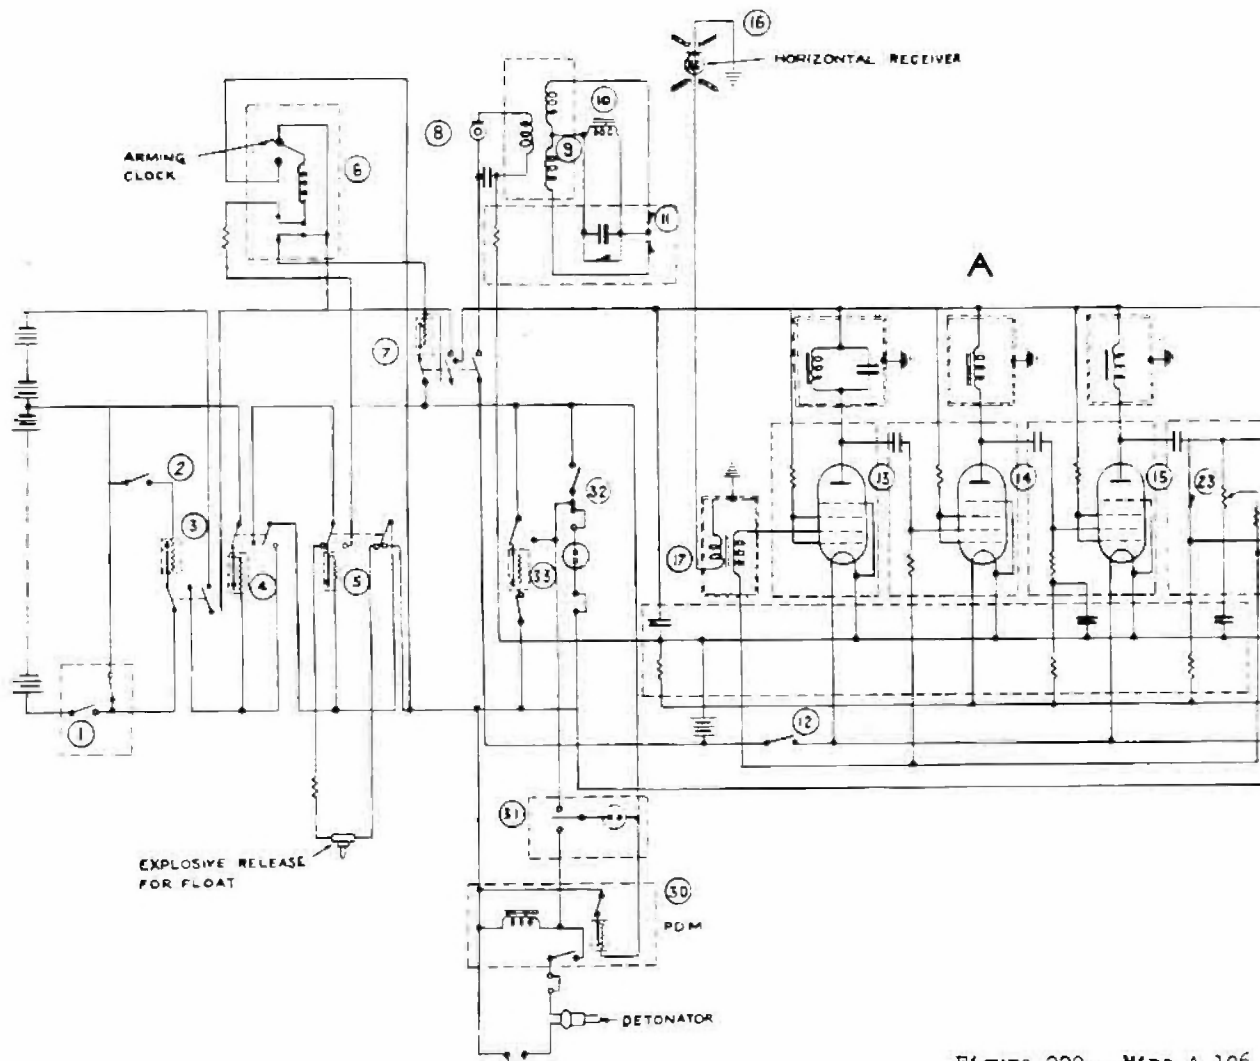 16
HORIZONTAL RECEIVER
10
8
ARMING
CLOCK
6
9
11
A
7
2
32
13
14
15
23
3
33
17
4
5
12
1
31
EXPLOSIVE RELEASE
FOR FLOAT
30
PDM
DETONATOR